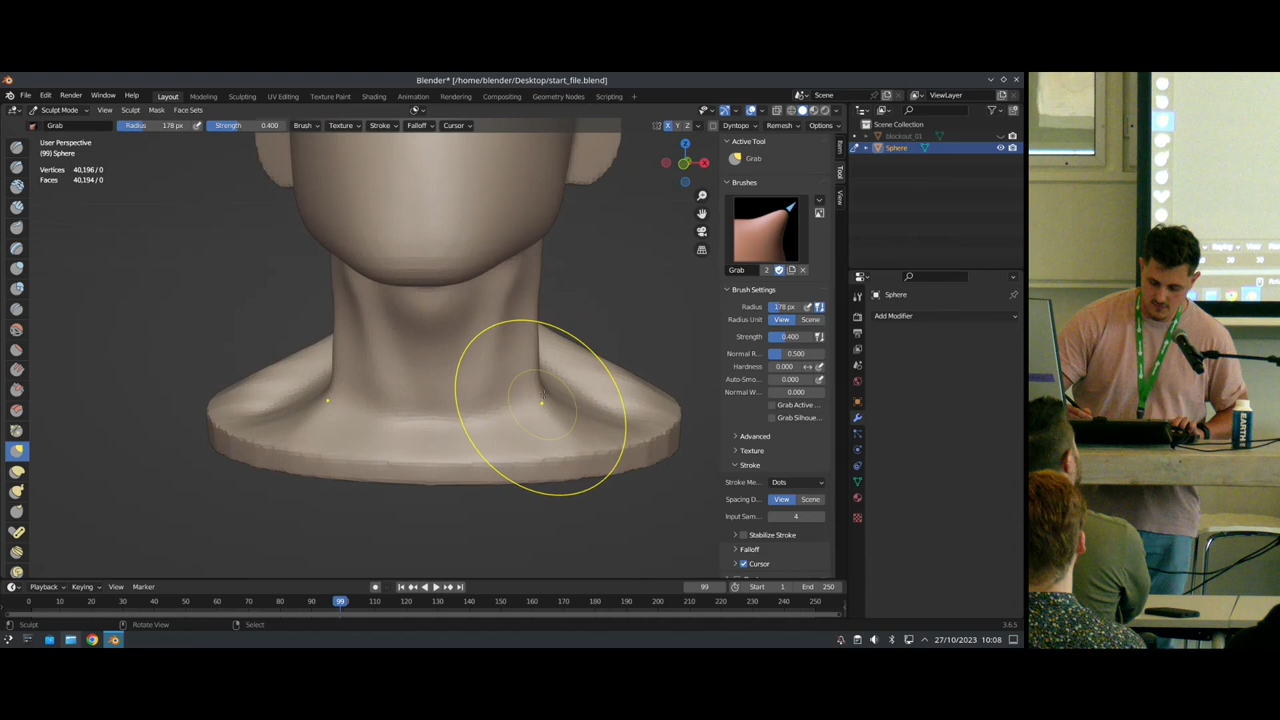 Blender* [/home/blender/Desktop/start_file.blend]
File Edit Render Window Help Layout Modeling Sculpting UV Editing Texture Paint Shading Animation Rendering Compositing Geometry Nodes Scripting + Scene ViewLayer
Sculpt Mode View Sculpt Mask Face Sets
Grab Radius 178 px Strength 0.400 Brush Texture Stroke Falloff Cursor X Y Z Dyntopo Remesh Options
User Perspective
(99) Sphere
Vertices 40,196 / 0
Faces 40,194 / 0
Z
X
Item
Tool
View
Active Tool
Grab
Brushes
Grab 2
Brush Settings
Radius 178 px
Radius Unit View Scene
Strength 0.400
Normal R... 0.500
Hardness 0.000
Auto-Smo... 0.000
Normal W... 0.000
Grab Active ...
Grab Silhoue...
Advanced
Texture
Stroke
Stroke Me... Dots
Spacing D... View Scene
Input Sam... 4
Stabilize Stroke
Falloff
Cursor
Scene Collection
blockout_01
Sphere
Sphere
Add Modifier
Playback Keying View Marker 99 Start 1 End 250
0 10 20 30 40 50 60 70 80 90 99 110 120 130 140 150 160 170 180 190 200 210 220 230 240 250
Sculpt Rotate View Select 3.6.5
27/10/2023 10:08
EARTH